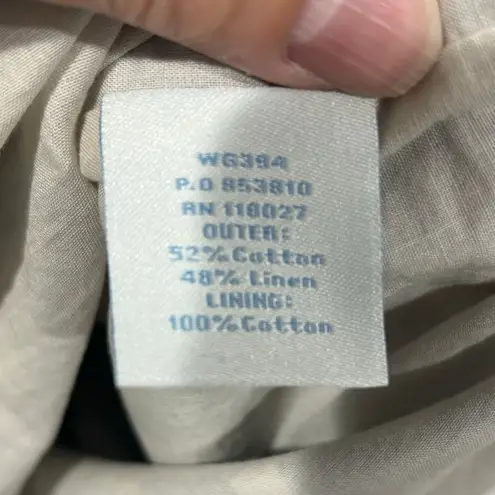 WG394
P.O 853810
RN 118027
OUTER:
52% Cotton
48% Linen
LINING:
100% Cotton